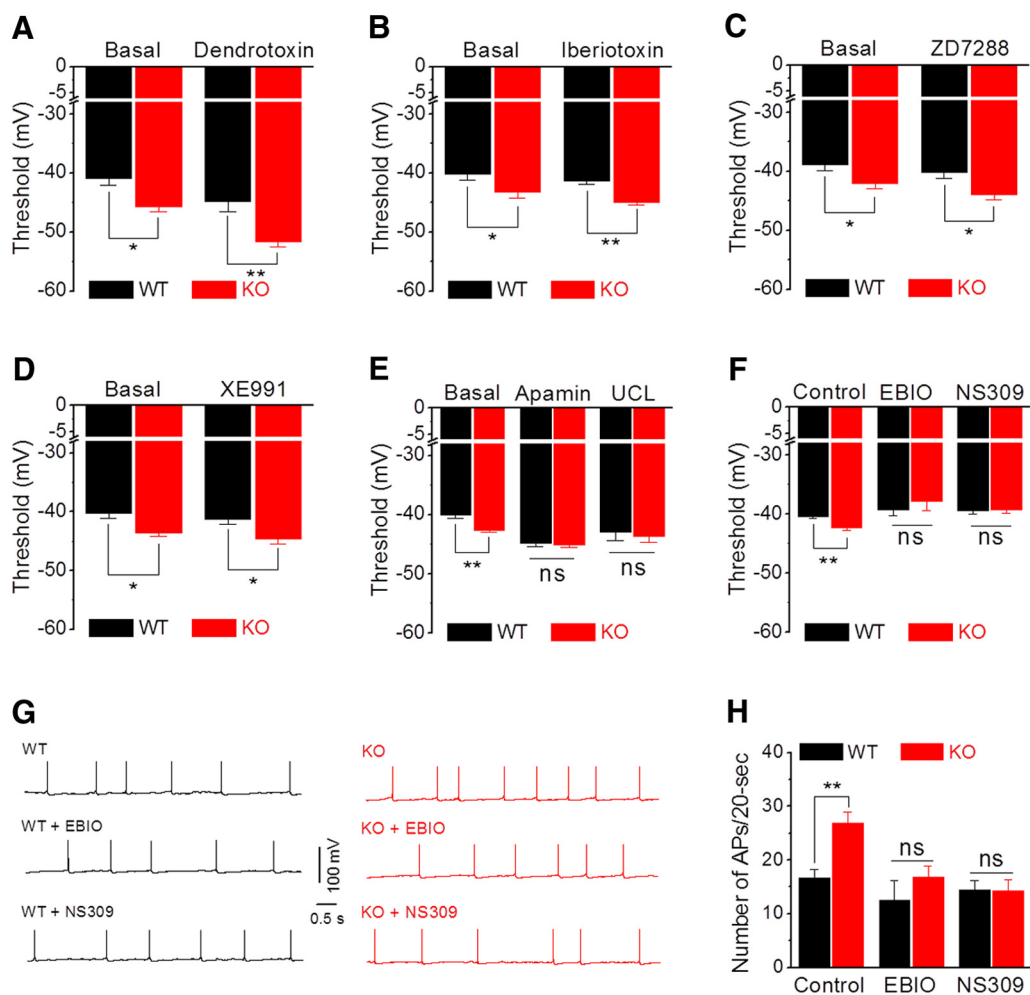 A
Basal Dendrotoxin
Threshold (mV)
0
-5
-30
-40
-50
-60
*
**
WT KO
B
Basal Iberiotoxin
Threshold (mV)
0
-5
-30
-40
-50
-60
*
**
WT KO
C
Basal ZD7288
Threshold (mV)
0
-5
-30
-40
-50
-60
*
*
WT KO
D
Basal XE991
Threshold (mV)
0
-5
-30
-40
-50
-60
*
*
WT KO
E
Basal Apamin UCL
Threshold (mV)
0
-5
-30
-40
-50
-60
**
ns
ns
WT KO
F
Control EBIO NS309
Threshold (mV)
0
-5
-30
-40
-50
-60
**
ns
ns
WT KO
G
WT
WT + EBIO
WT + NS309
100 mV
0.5 s
KO
KO + EBIO
KO + NS309
H
WT KO
Number of APs/20-sec
40
30
20
10
0
**
ns
ns
Control EBIO NS309